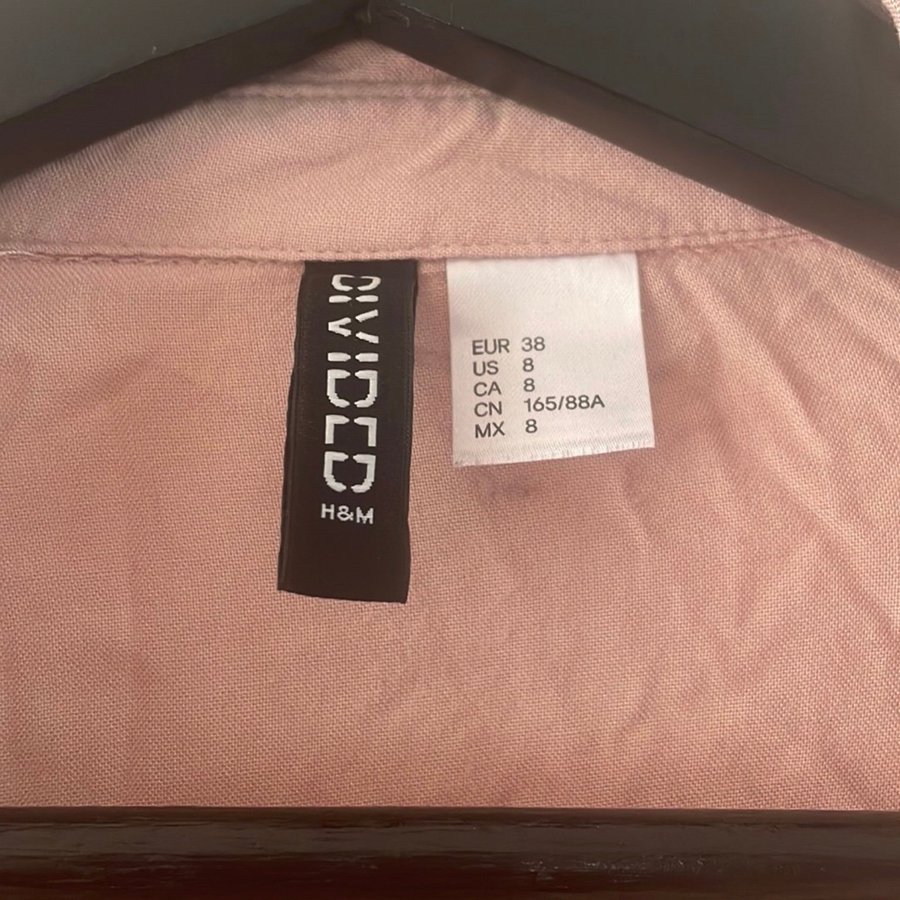 DIVIDED
H&M
EUR 38
US 8
CA 8
CN 165/88A
MX 8